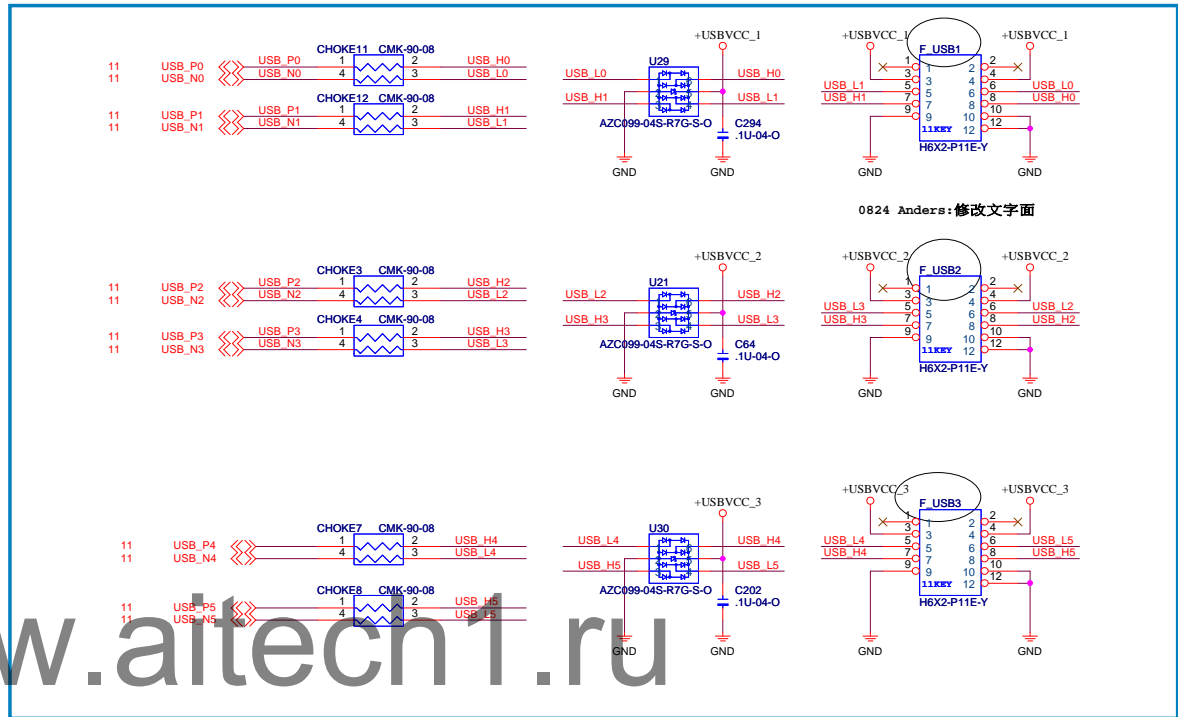 +USBVCC_1 +USBVCC_1 +USBVCC_1
CHOKE11 CMK-90-08 U29 F_USB1
11 USB_P0 USB_P0 1 2 USB_H0
11 USB_N0 USB_N0 4 3 USB_L0
CHOKE12 CMK-90-08
11 USB_P1 USB_P1 1 2 USB_H1
11 USB_N1 USB_N1 4 3 USB_L1
USB_L0 USB_H0
USB_H1 USB_L1
AZC099-04S-R7G-S-O C294
.1U-04-O
GND GND
1 1 2 2
3 3 4 4
USB_L1 5 5 6 6 USB_L0
USB_H1 7 7 8 8 USB_H0
9 9 10 10
11KEY 12 12
H6X2-P11E-Y
GND GND
0824 Anders:修改文字面
+USBVCC_2 +USBVCC_2 +USBVCC_2
CHOKE3 CMK-90-08 U21 F_USB2
11 USB_P2 USB_P2 1 2 USB_H2
11 USB_N2 USB_N2 4 3 USB_L2
CHOKE4 CMK-90-08
11 USB_P3 USB_P3 1 2 USB_H3
11 USB_N3 USB_N3 4 3 USB_L3
USB_L2 USB_H2
USB_H3 USB_L3
AZC099-04S-R7G-S-O C64
.1U-04-O
GND GND
1 1 2 2
3 3 4 4
USB_L3 5 5 6 6 USB_L2
USB_H3 7 7 8 8 USB_H2
9 9 10 10
11KEY 12 12
H6X2-P11E-Y
GND GND
+USBVCC_3 +USBVCC_3 +USBVCC_3
CHOKE7 CMK-90-08 U30 F_USB3
11 USB_P4 USB_P4 1 2 USB_H4
11 USB_N4 USB_N4 4 3 USB_L4
CHOKE8 CMK-90-08
11 USB_P5 USB_P5 1 2 USB_H5
11 USB_N5 USB_N5 4 3 USB_L5
USB_L4 USB_H4
USB_H5 USB_L5
AZC099-04S-R7G-S-O C202
.1U-04-O
GND GND
1 1 2 2
3 3 4 4
USB_L4 5 5 6 6 USB_L5
USB_H4 7 7 8 8 USB_H5
9 9 10 10
11KEY 12 12
H6X2-P11E-Y
GND GND
w.aitech1.ru